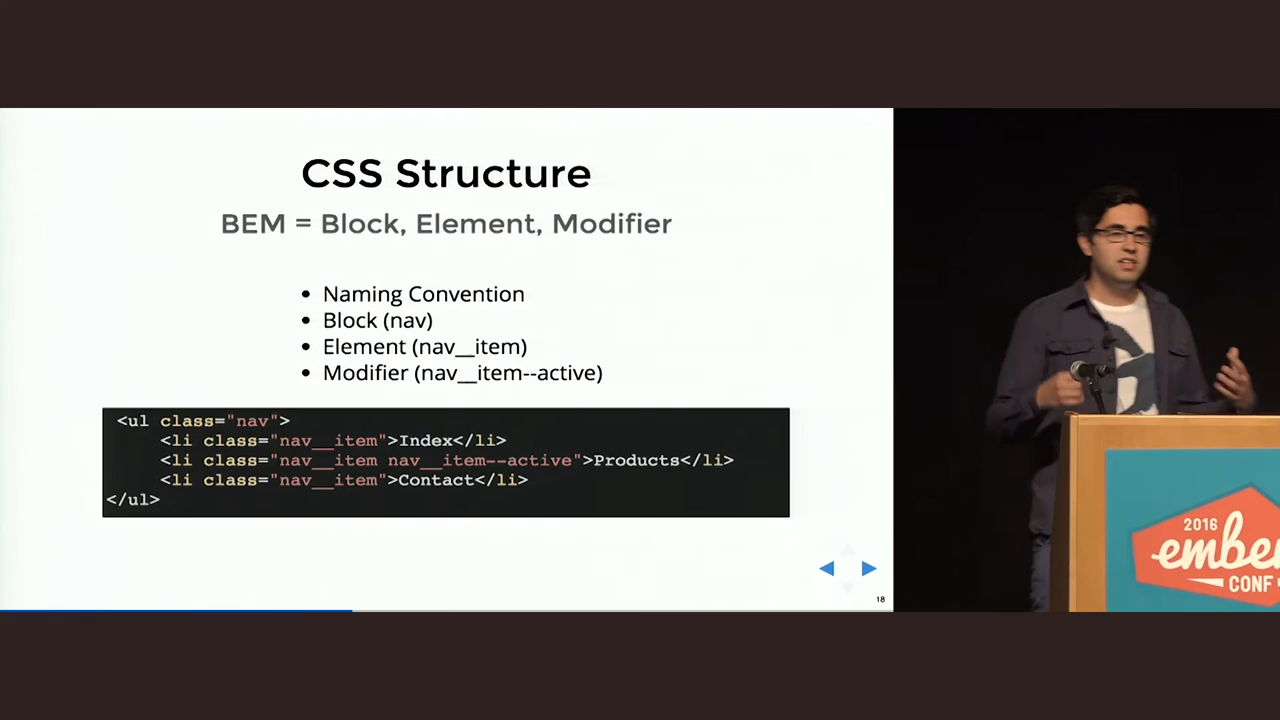 CSS Structure
BEM = Block, Element, Modifier
• Naming Convention
• Block (nav)
• Element (nav__item)
• Modifier (nav__item--active)
<ul class="nav">
<li class="nav__item">Index</li>
<li class="nav__item nav__item--active">Products</li>
<li class="nav__item">Contact</li>
</ul>
18
2016
ember
CONF